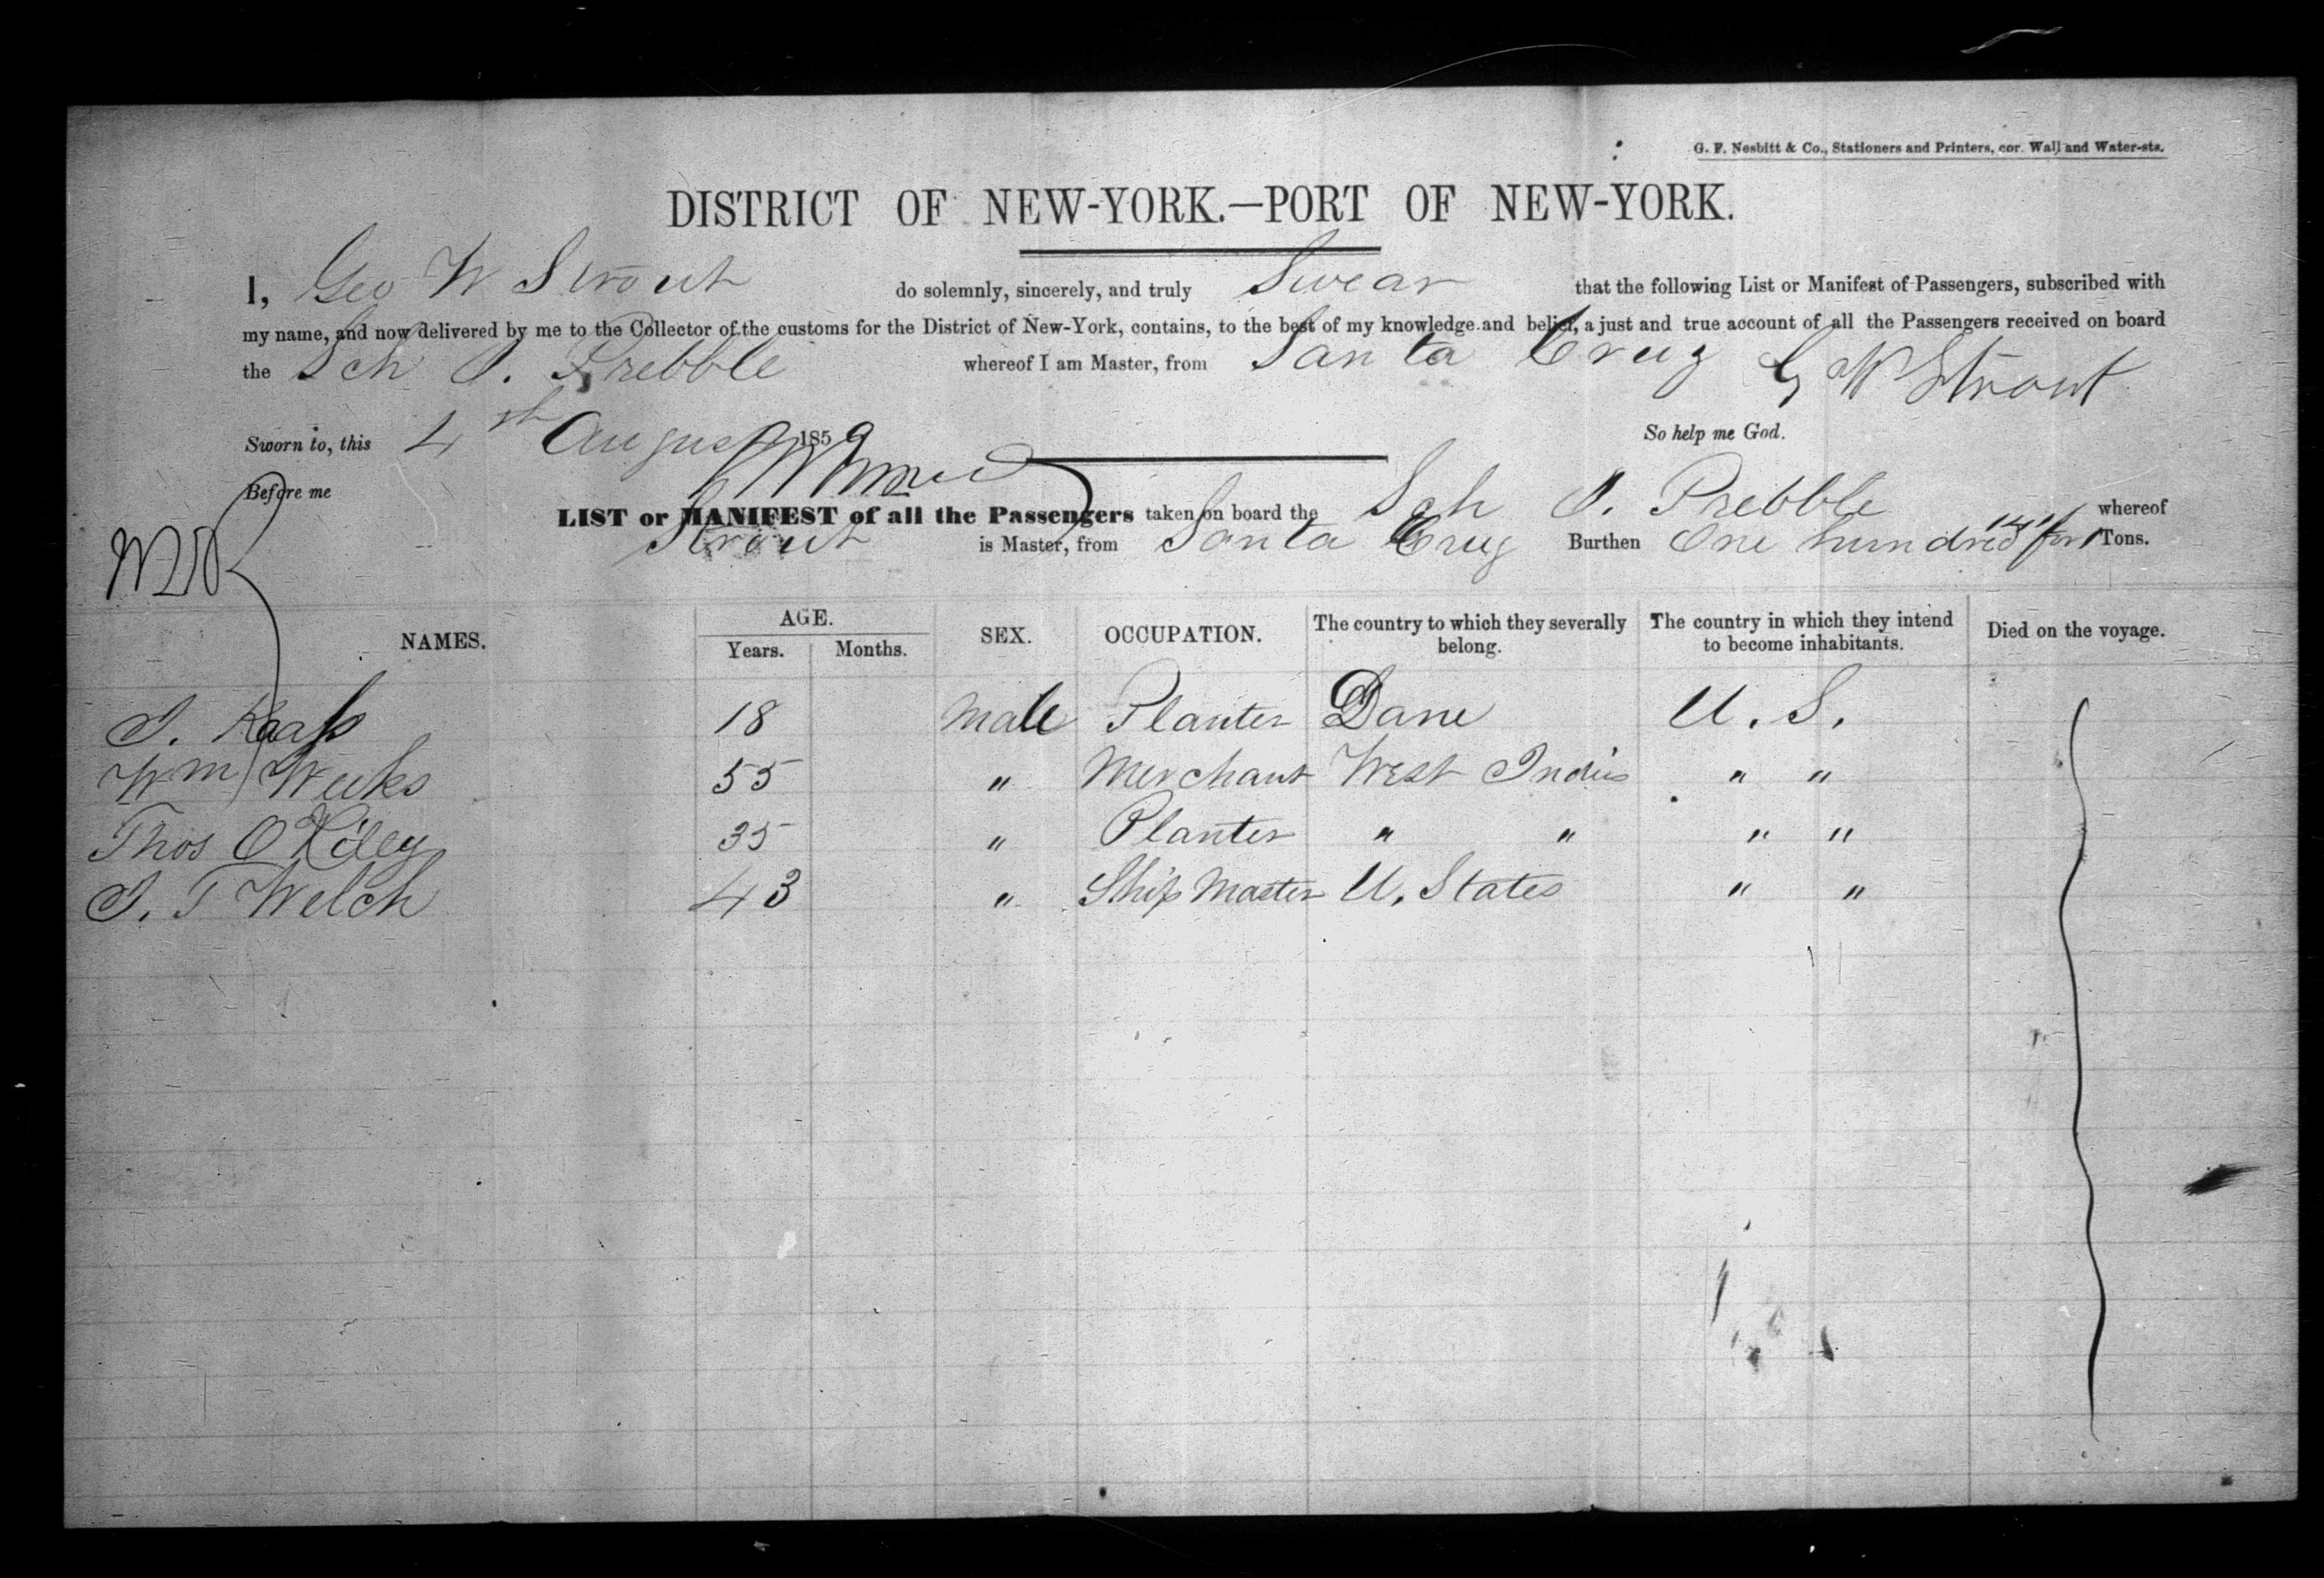 G. F. Nesbitt & Co., Stationers and Printers, cor. Wall and Water-sts.
DISTRICT OF NEW-YORK.—PORT OF NEW-YORK.
I, Geo W Strout do solemnly, sincerely, and truly Swear that the following List or Manifest of Passengers, subscribed with
my name, and now delivered by me to the Collector of the customs for the District of New-York, contains, to the best of my knowledge and belief, a just and true account of all the Passengers received on board
the Sch O. Prebble whereof I am Master, from Santa Cruz G W Strout
Sworn to, this 4th August 1859 So help me God.
Before me
LIST or MANIFEST of all the Passengers taken on board the Sch O. Prebble whereof
Strout is Master, from Santa Cruz Burthen One hundred Tons.
NAMES. AGE. Years. Months. SEX. OCCUPATION. The country to which they severally belong. The country in which they intend to become inhabitants. Died on the voyage.
18 Male Planter Dane U. S.
Wm Weeks 55 " Merchant West Indies " "
Thos 35 " Planter " " " "
J. T Welch 43 " Ship Master U. States " "